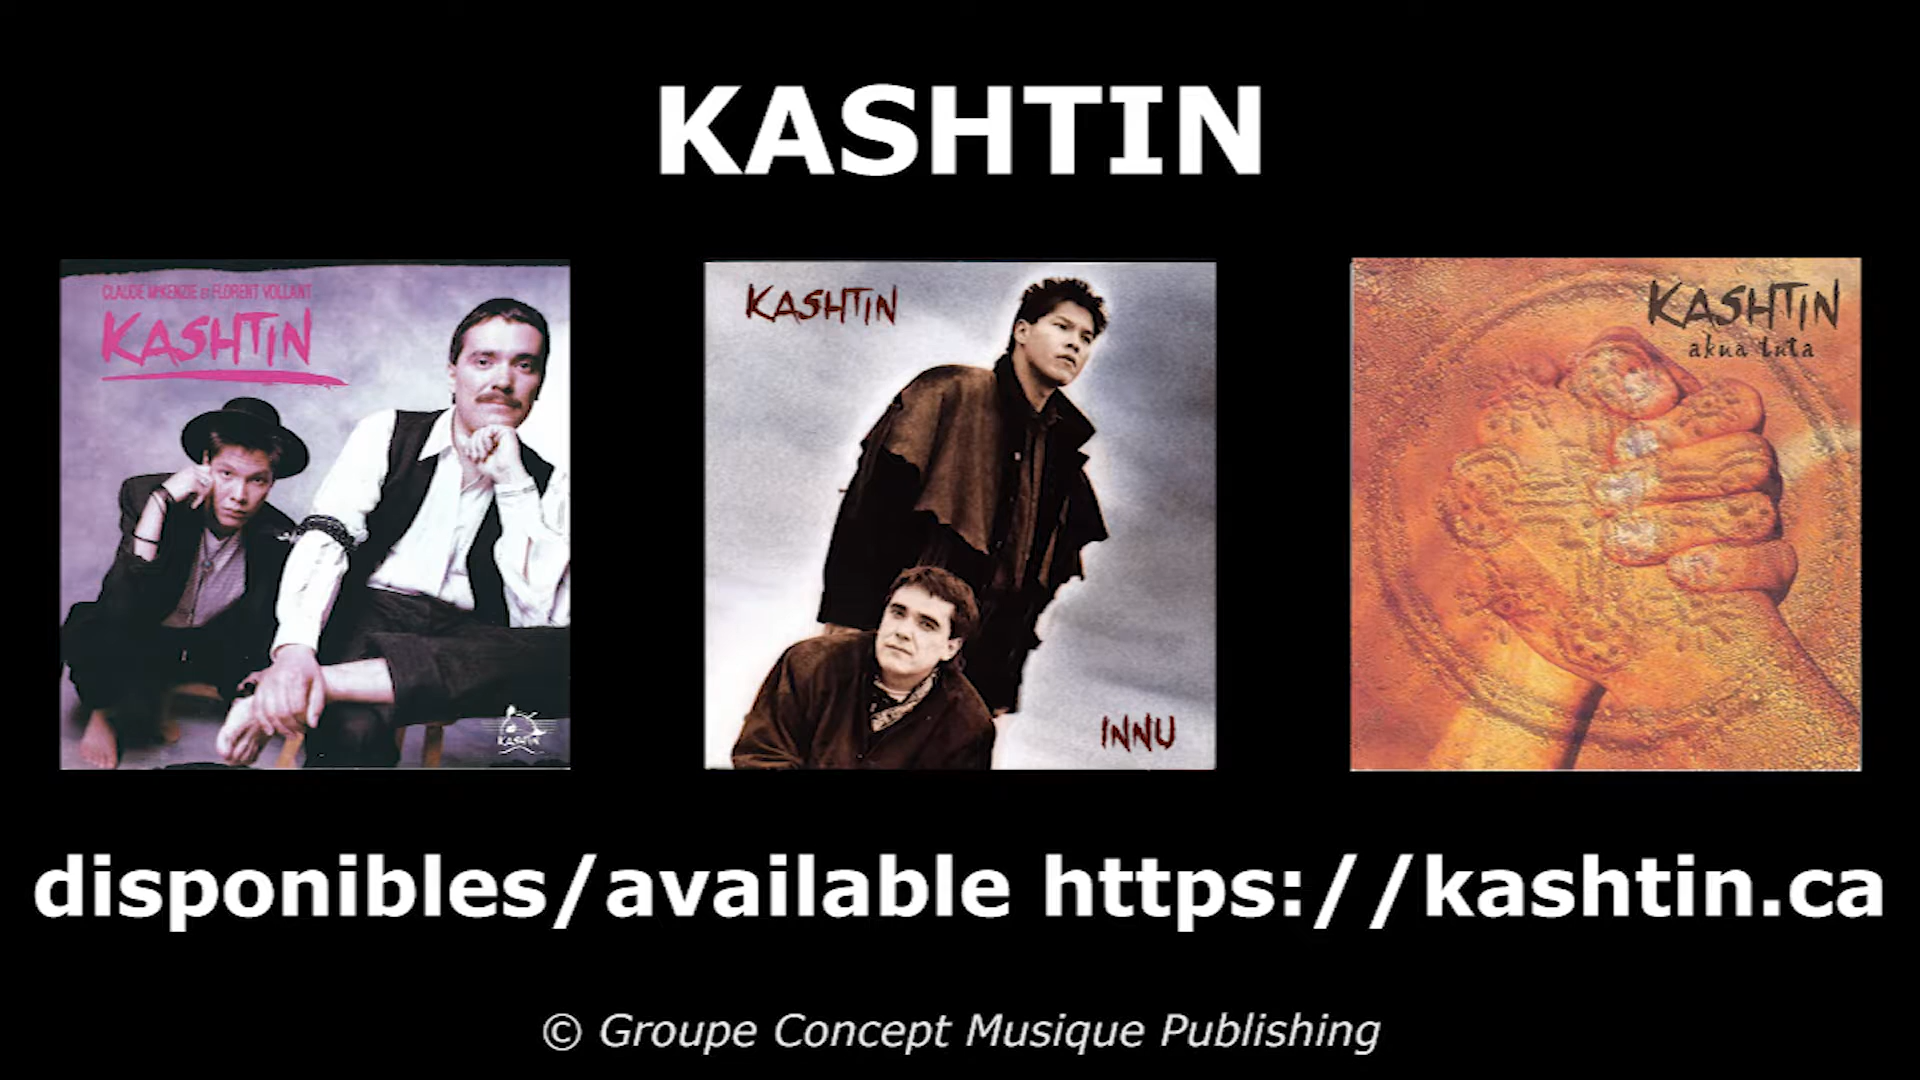 KASHTIN
CLAUDE McKENZIE ET FLORENT VOLLANT
KASHTIN
KASHTIN
KASHTIN
INNU
KASHTIN
akua tuta
disponibles/available https://kashtin.ca
© Groupe Concept Musique Publishing